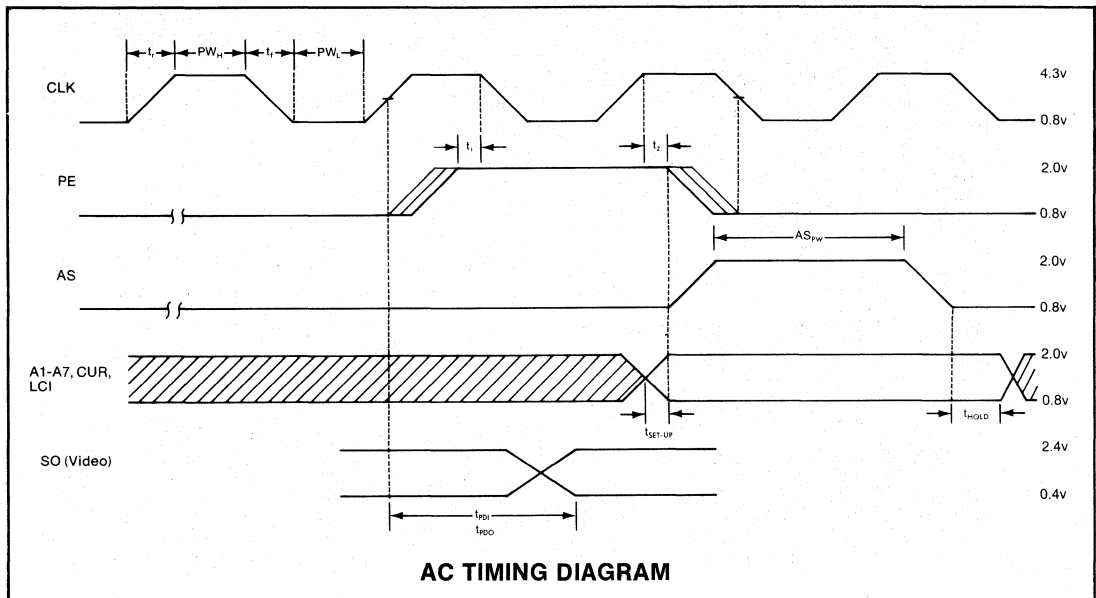 tr PWH tf PWL
CLK
4.3v
0.8v
t1 t2
PE
2.0v
0.8v
ASPW
AS
2.0v
0.8v
A1-A7, CUR,
LCI
2.0v
0.8v
tSET-UP
tHOLD
SO (Video)
2.4v
0.4v
tPDI
tPDO
AC TIMING DIAGRAM